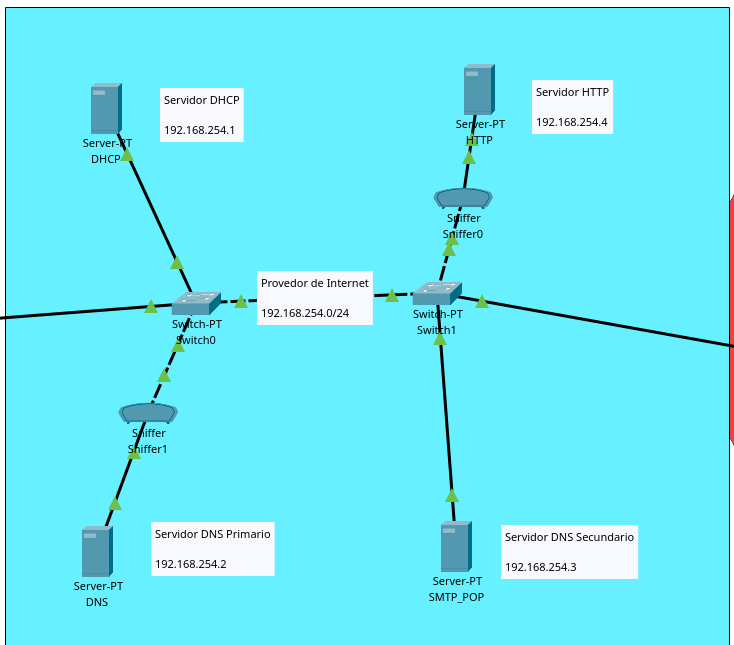 Servidor DHCP
192.168.254.1
Server-PT
DHCP
Servidor HTTP
192.168.254.4
Server-PT
HTTP
Sniffer
Sniffer0
Provedor de Internet
192.168.254.0/24
Switch-PT
Switch0
Switch-PT
Switch1
Sniffer
Sniffer1
Servidor DNS Primario
192.168.254.2
Server-PT
DNS
Servidor DNS Secundario
192.168.254.3
Server-PT
SMTP_POP